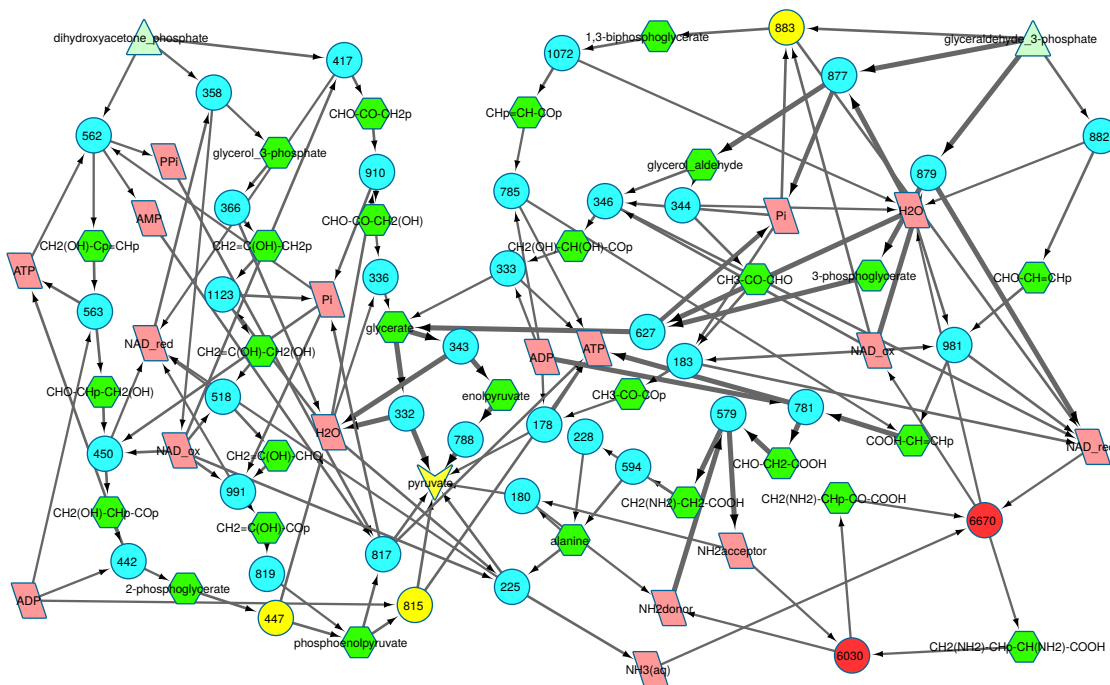 dihydroxyacetone_phosphate
1,3-biphosphoglycerate
883
glyceraldehyde_3-phosphate
417
1072
877
358
CHO-CO-CH2p
CHp=CH-COp
562
882
PPi
glycerol_3-phosphate
glycerol_aldehyde
910
879
785
366
AMP
CHO-CO-CH2(OH)
346
344
Pi
H2O
CH2(OH)-Cp=CHp
CH2=C(OH)-CH2p
CH2(OH)-CH(OH)-COp
ATP
333
CH3-CO-CHO
3-phosphoglycerate
CHO-CH=CHp
336
1123
Pi
563
glycerate
627
NAD_red
343
ADP
ATP
NAD_ox
981
CH2=C(OH)-CH2(OH)
183
CHO-CHp-CH2(OH)
518
enolpyruvate
CH3-CO-COp
332
579
781
178
H2O
788
228
COOH-CH=CHp
NAD_red
450
NAD_ox
CH2=C(OH)-CHO
594
CHO-CH2-COOH
pyruvate
991
180
CH2(NH2)-CH2-COOH
CH2(NH2)-CHp-CO-COOH
CH2(OH)-CHp-COp
6670
CH2=C(OH)-COp
alanine
NH2acceptor
442
817
819
225
2-phosphoglycerate
ADP
815
NH2donor
447
phosphoenolpyruvate
CH2(NH2)-CHp-CH(NH2)-COOH
6030
NH3(aq)